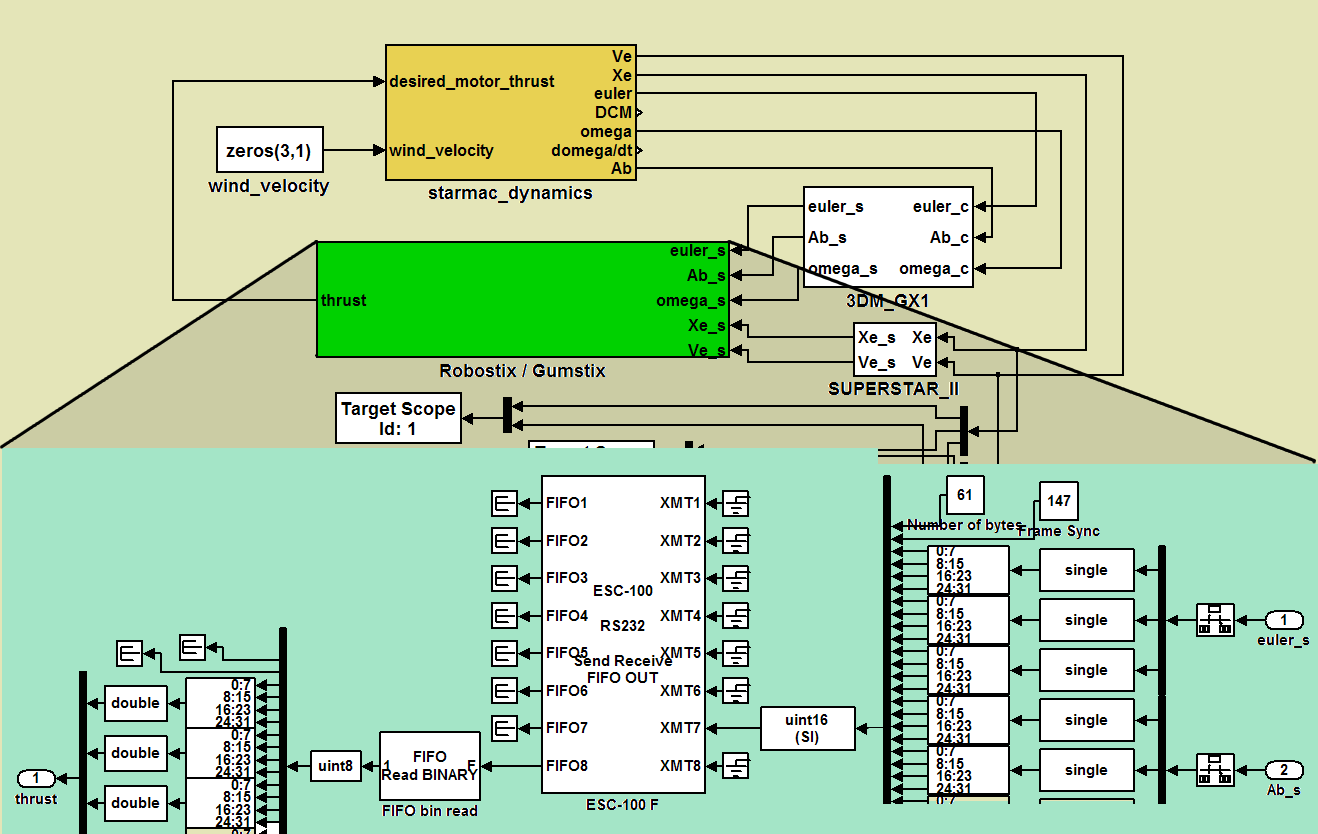 Ve
Xe
desired_motor_thrust
euler
DCM
omega
zeros(3,1)
wind_velocity
domega/dt
Ab
wind_velocity
starmac_dynamics
euler_s
euler_c
Ab_s
Ab_c
omega_s
omega_c
3DM_GX1
euler_s
Ab_s
thrust
omega_s
Xe_s
Ve_s
Robostix / Gumstix
Xe_s
Xe
Ve_s
Ve
SUPERSTAR_II
Target Scope
Id: 1
FIFO1
XMT1
FIFO2
XMT2
FIFO3
XMT3
ESC-100
FIFO4
XMT4
RS232
FIFO5
XMT5
Send Receive
FIFO OUT
FIFO6
XMT6
FIFO7
XMT7
FIFO8
XMT8
ESC-100 F
61
Number of bytes
147
Frame Sync
0:7
8:15
16:23
24:31
single
0:7
8:15
16:23
24:31
single
0:7
8:15
16:23
24:31
single
0:7
8:15
16:23
24:31
single
0:7
8:15
16:23
24:31
single
0:7
1
euler_s
2
Ab_s
uint16
(SI)
FIFO
Read BINARY
1
F
FIFO bin read
uint8
0:7
8:15
16:23
24:31
double
0:7
8:15
16:23
24:31
double
0:7
8:15
16:23
24:31
double
0:7
1
thrust